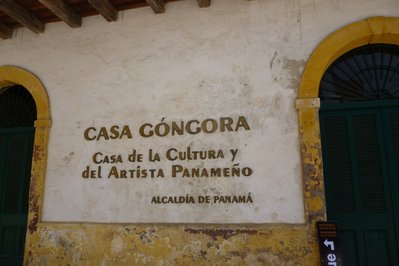 CASA GÓNGORA
CASA DE LA CULTURA Y
DEL ARTISTA PANAMEÑO
ALCALDÍA DE PANAMÁ